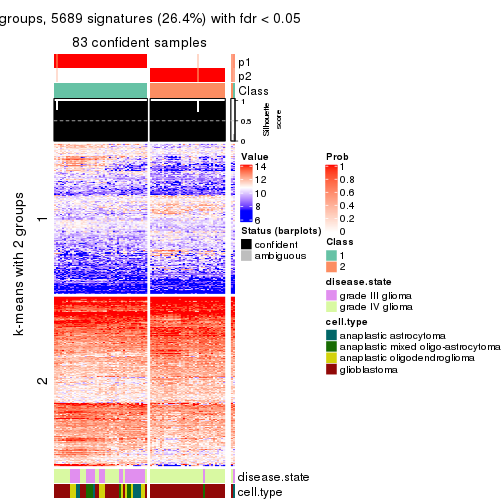 groups, 5689 signatures (26.4%) with fdr < 0.05
83 confident samples
p1
p2
Class
1
0.5
0
Silhouette
score
k-means with 2 groups
1
2
Value
14
12
10
8
6
Status (barplots)
confident
ambiguous
Prob
1
0.8
0.6
0.4
0.2
0
Class
1
2
disease.state
grade III glioma
grade IV glioma
cell.type
anaplastic astrocytoma
anaplastic mixed oligo-astrocytoma
anaplastic oligodendroglioma
glioblastoma
disease.state
cell.type